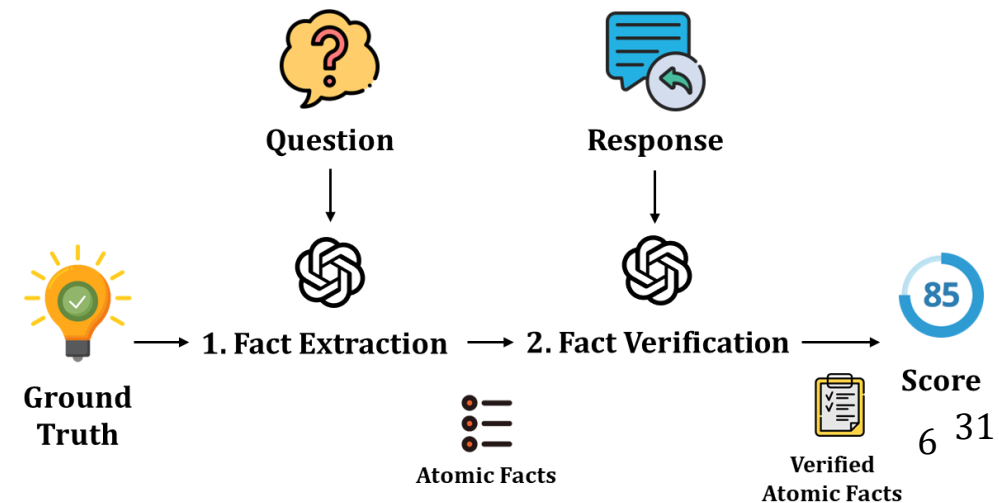 ?
Question
Response
85
1. Fact Extraction
2. Fact Verification
Ground
Truth
Score
6 31
Atomic Facts
Verified
Atomic Facts